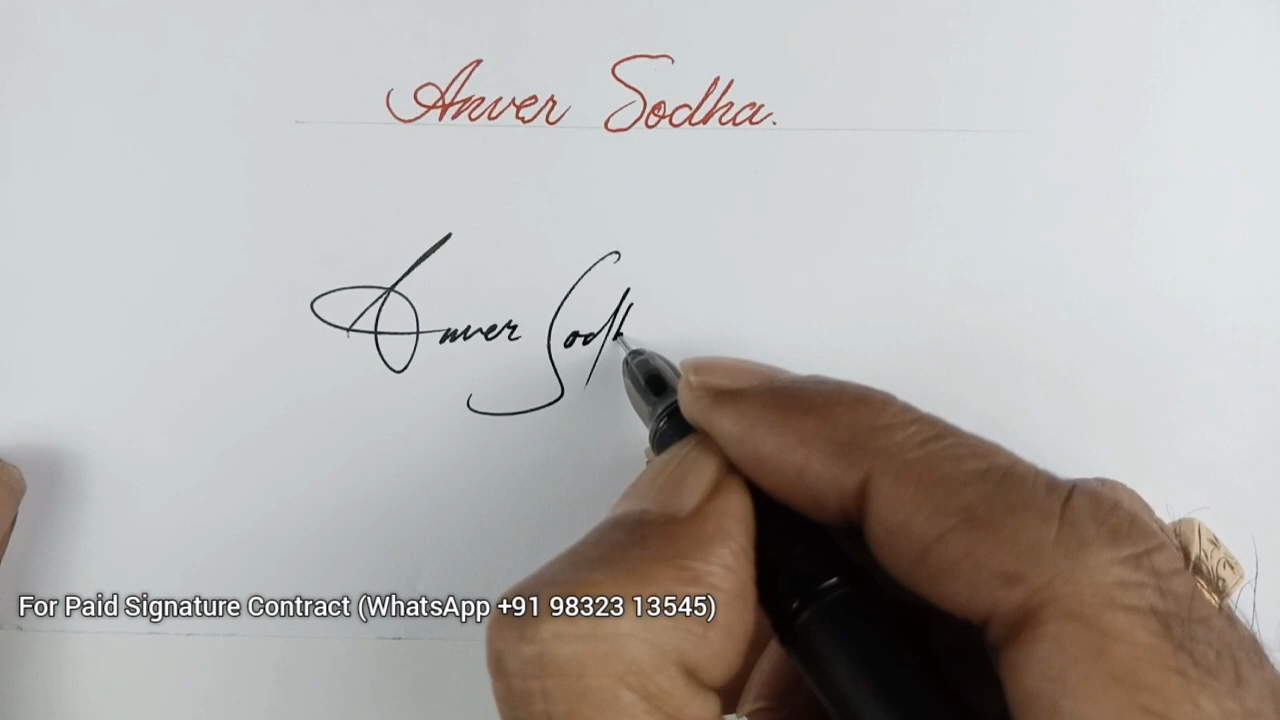 Anver Sodha.
Anver Sodh
For Paid Signature Contract (WhatsApp +91 98323 13545)